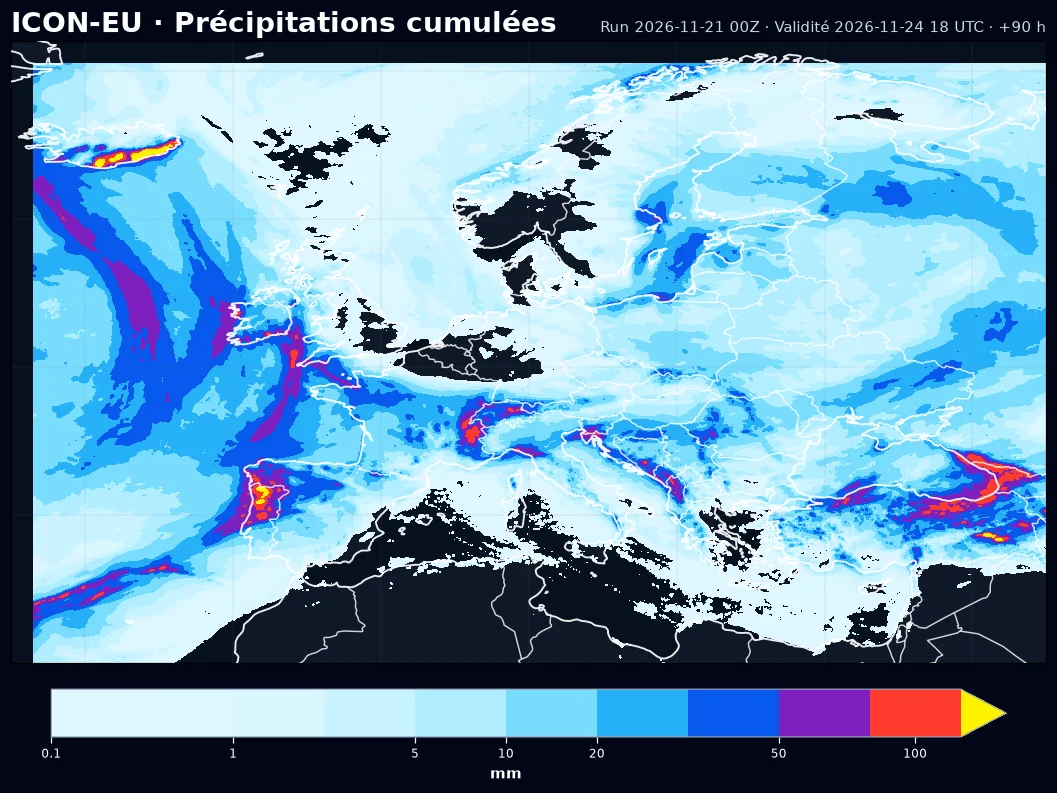 ICON-EU · Précipitations cumulées
Run 2026-11-21 00Z · Validité 2026-11-24 18 UTC · +90 h
0.1 1 5 10 20 50 100
mm